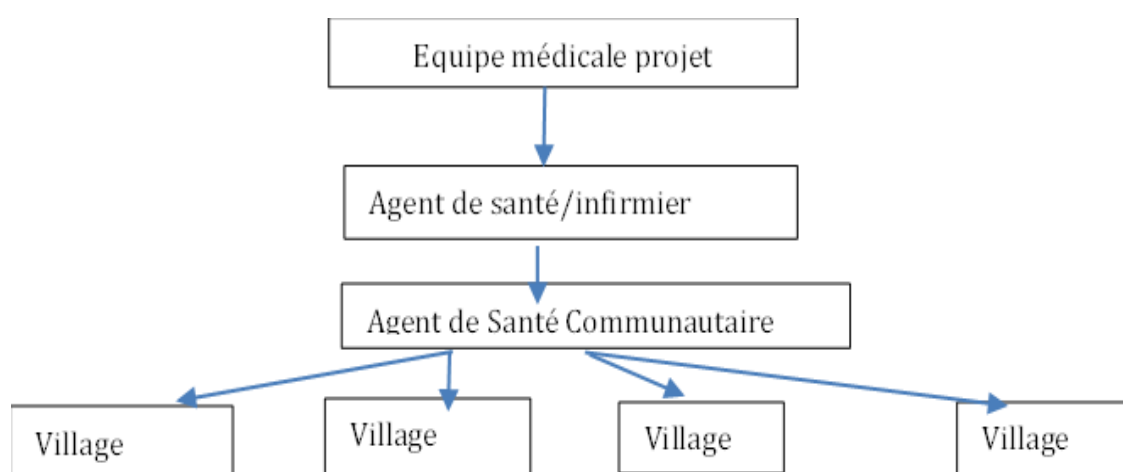 Equipe médicale projet
Agent de santé/infirmier
Agent de Santé Communautaire
Village
Village
Village
Village